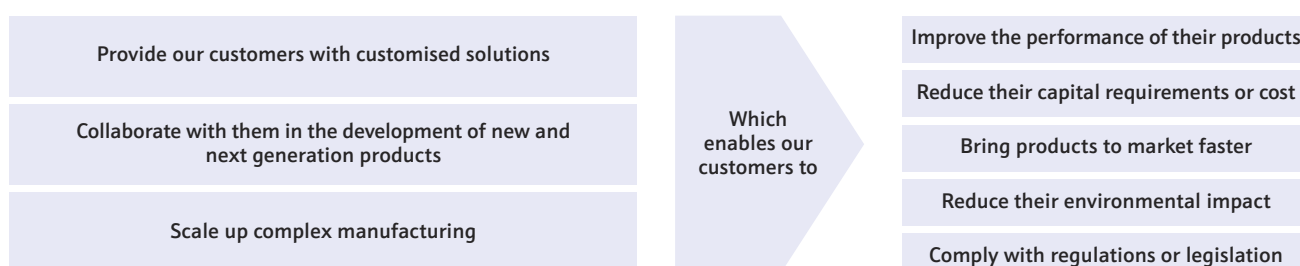 Provide our customers with customised solutions
Collaborate with them in the development of new and
next generation products
Scale up complex manufacturing
Which
enables our
customers to
Improve the performance of their products
Reduce their capital requirements or cost
Bring products to market faster
Reduce their environmental impact
Comply with regulations or legislation